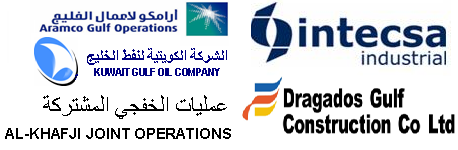 أرامكو لاعمال الخليج
Aramco Gulf Operations
الشركة الكويتية لنفط الخليج
KUWAIT GULF OIL COMPANY
عمليات الخفجي المشتركة
AL-KHAFJI JOINT OPERATIONS
intecsa
industrial
Dragados Gulf
Construction Co Ltd